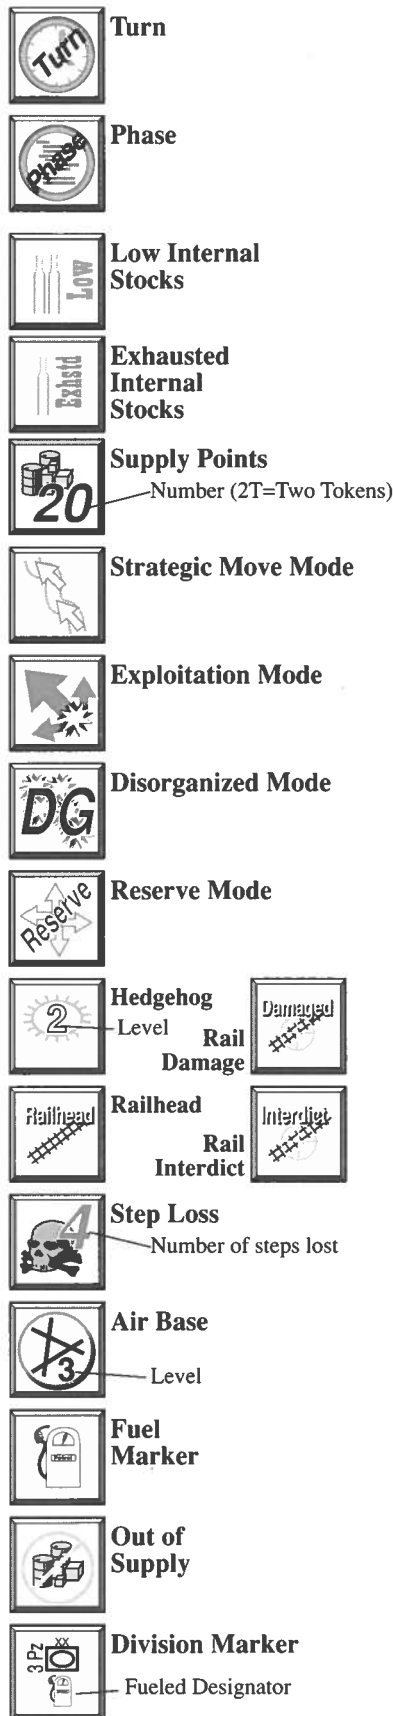 Turn
Turn
Phase
Phase
Low
Low Internal
Stocks
Exhstd
Exhausted
Internal
Stocks
20
Supply Points
Number (2T=Two Tokens)
Strategic Move Mode
Exploitation Mode
DG
Disorganized Mode
Reserve
Reserve Mode
2
Hedgehog
Level
Rail
Damage
Damaged
Railhead
Railhead
Rail
Interdict
Interdict
4
Step Loss
Number of steps lost
3
Air Base
Level
Petrol
Fuel
Marker
Out of
Supply
3 Pz
XX
Division Marker
Fueled Designator